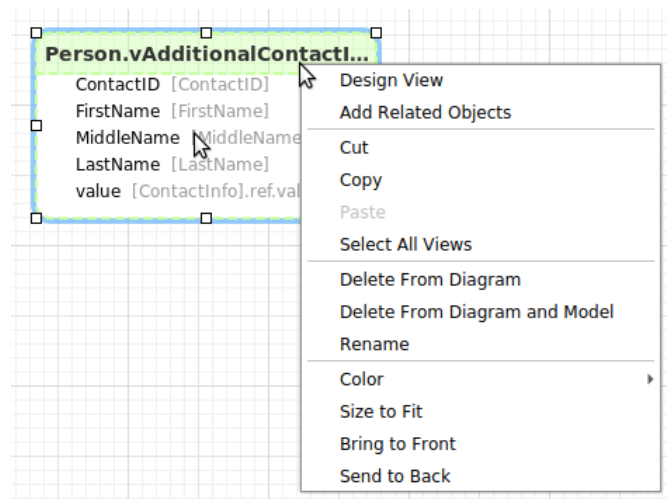 Person.vAdditionalContactI...
ContactID [ContactID]
FirstName [FirstName]
MiddleName [MiddleName
LastName [LastName]
value [ContactInfo].ref.val
Design View
Add Related Objects
Cut
Copy
Paste
Select All Views
Delete From Diagram
Delete From Diagram and Model
Rename
Color
Size to Fit
Bring to Front
Send to Back